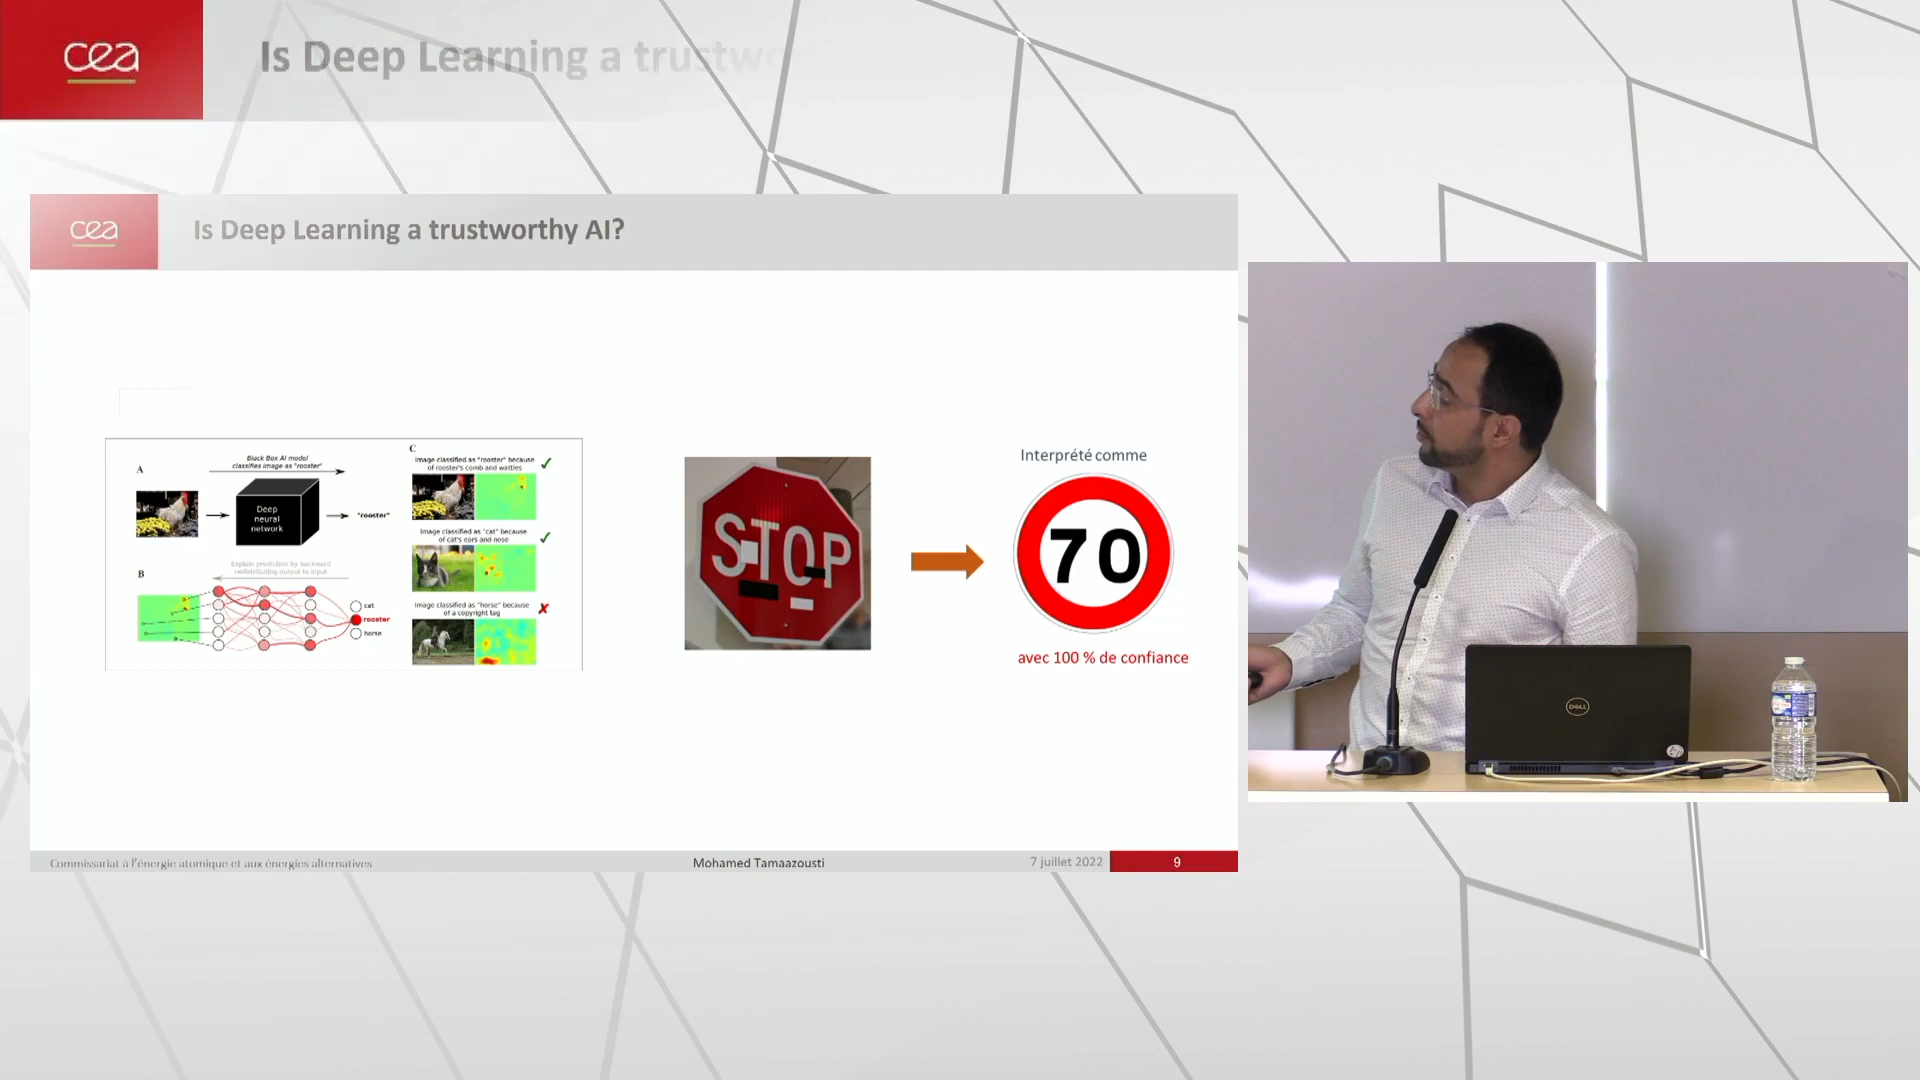 cea
Is Deep Learning a trustw
cea
Is Deep Learning a trustworthy AI?
A
Black Box AI model
classifies image as "rooster"
Deep
neural
network
"rooster"
B
Explain prediction by backward
redistributing output to input
cat
rooster
horse
C
Image classified as "rooster" because
of rooster's comb and wattles
Image classified as "cat" because
of cat's ears and nose
Image classified as "horse" because
of a copyright tag
STOP
Interprété comme
70
avec 100 % de confiance
DELL
Commissariat à l'énergie atomique et aux énergies alternatives
Mohamed Tamaazousti
7 juillet 2022
9